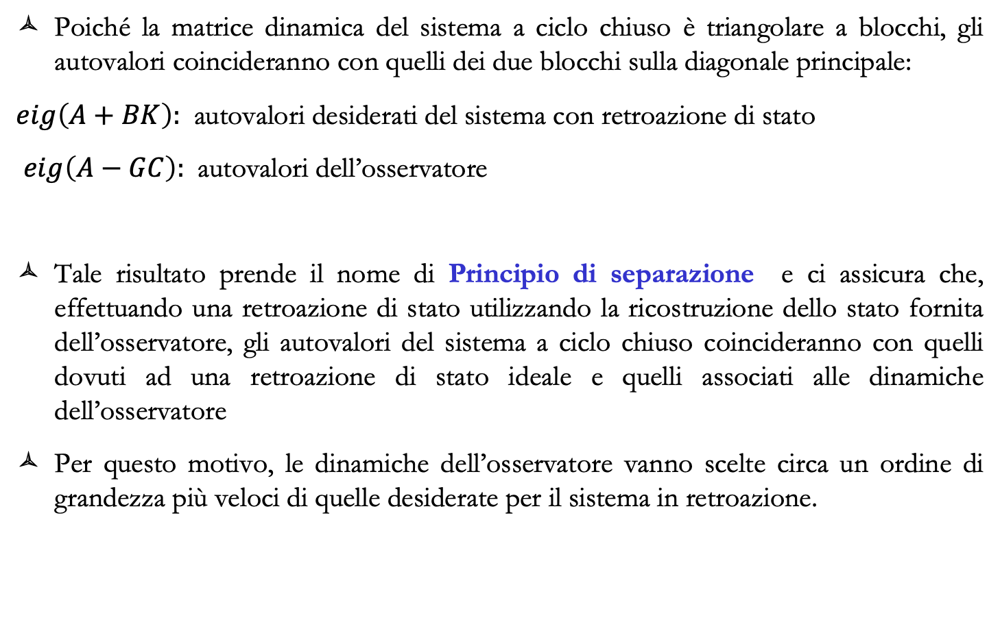 Poiché la matrice dinamica del sistema a ciclo chiuso è triangolare a blocchi, gli
autovalori coincideranno con quelli dei due blocchi sulla diagonale principale:
eig(A + BK): autovalori desiderati del sistema con retroazione di stato
eig(A − GC): autovalori dell’osservatore
Tale risultato prende il nome di Principio di separazione e ci assicura che,
effettuando una retroazione di stato utilizzando la ricostruzione dello stato fornita
dell’osservatore, gli autovalori del sistema a ciclo chiuso coincideranno con quelli
dovuti ad una retroazione di stato ideale e quelli associati alle dinamiche
dell’osservatore
Per questo motivo, le dinamiche dell’osservatore vanno scelte circa un ordine di
grandezza più veloci di quelle desiderate per il sistema in retroazione.